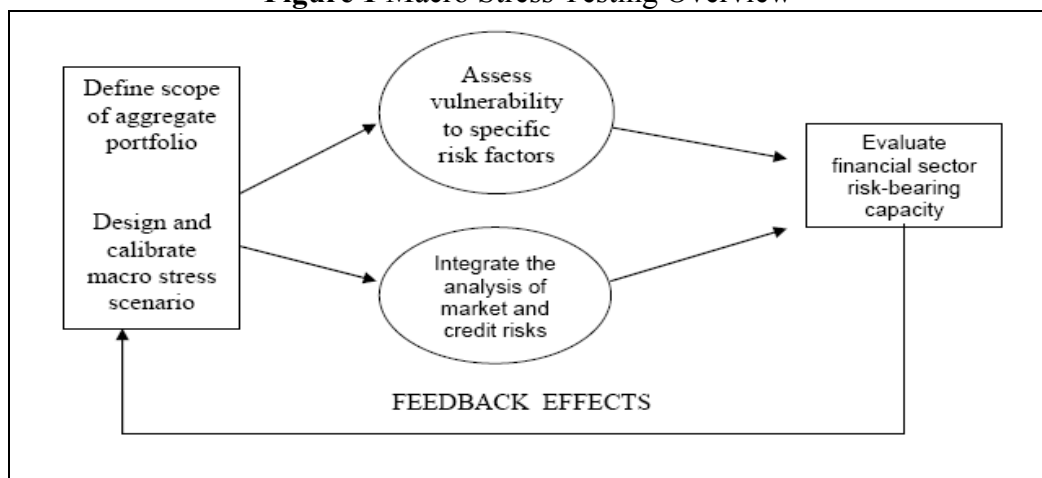 Figure 1 Macro Stress Testing Overview
Define scope
of aggregate
portfolio
Design and
calibrate
macro stress
scenario
Assess
vulnerability
to specific
risk factors
Integrate the
analysis of
market and
credit risks
Evaluate
financial sector
risk-bearing
capacity
FEEDBACK EFFECTS